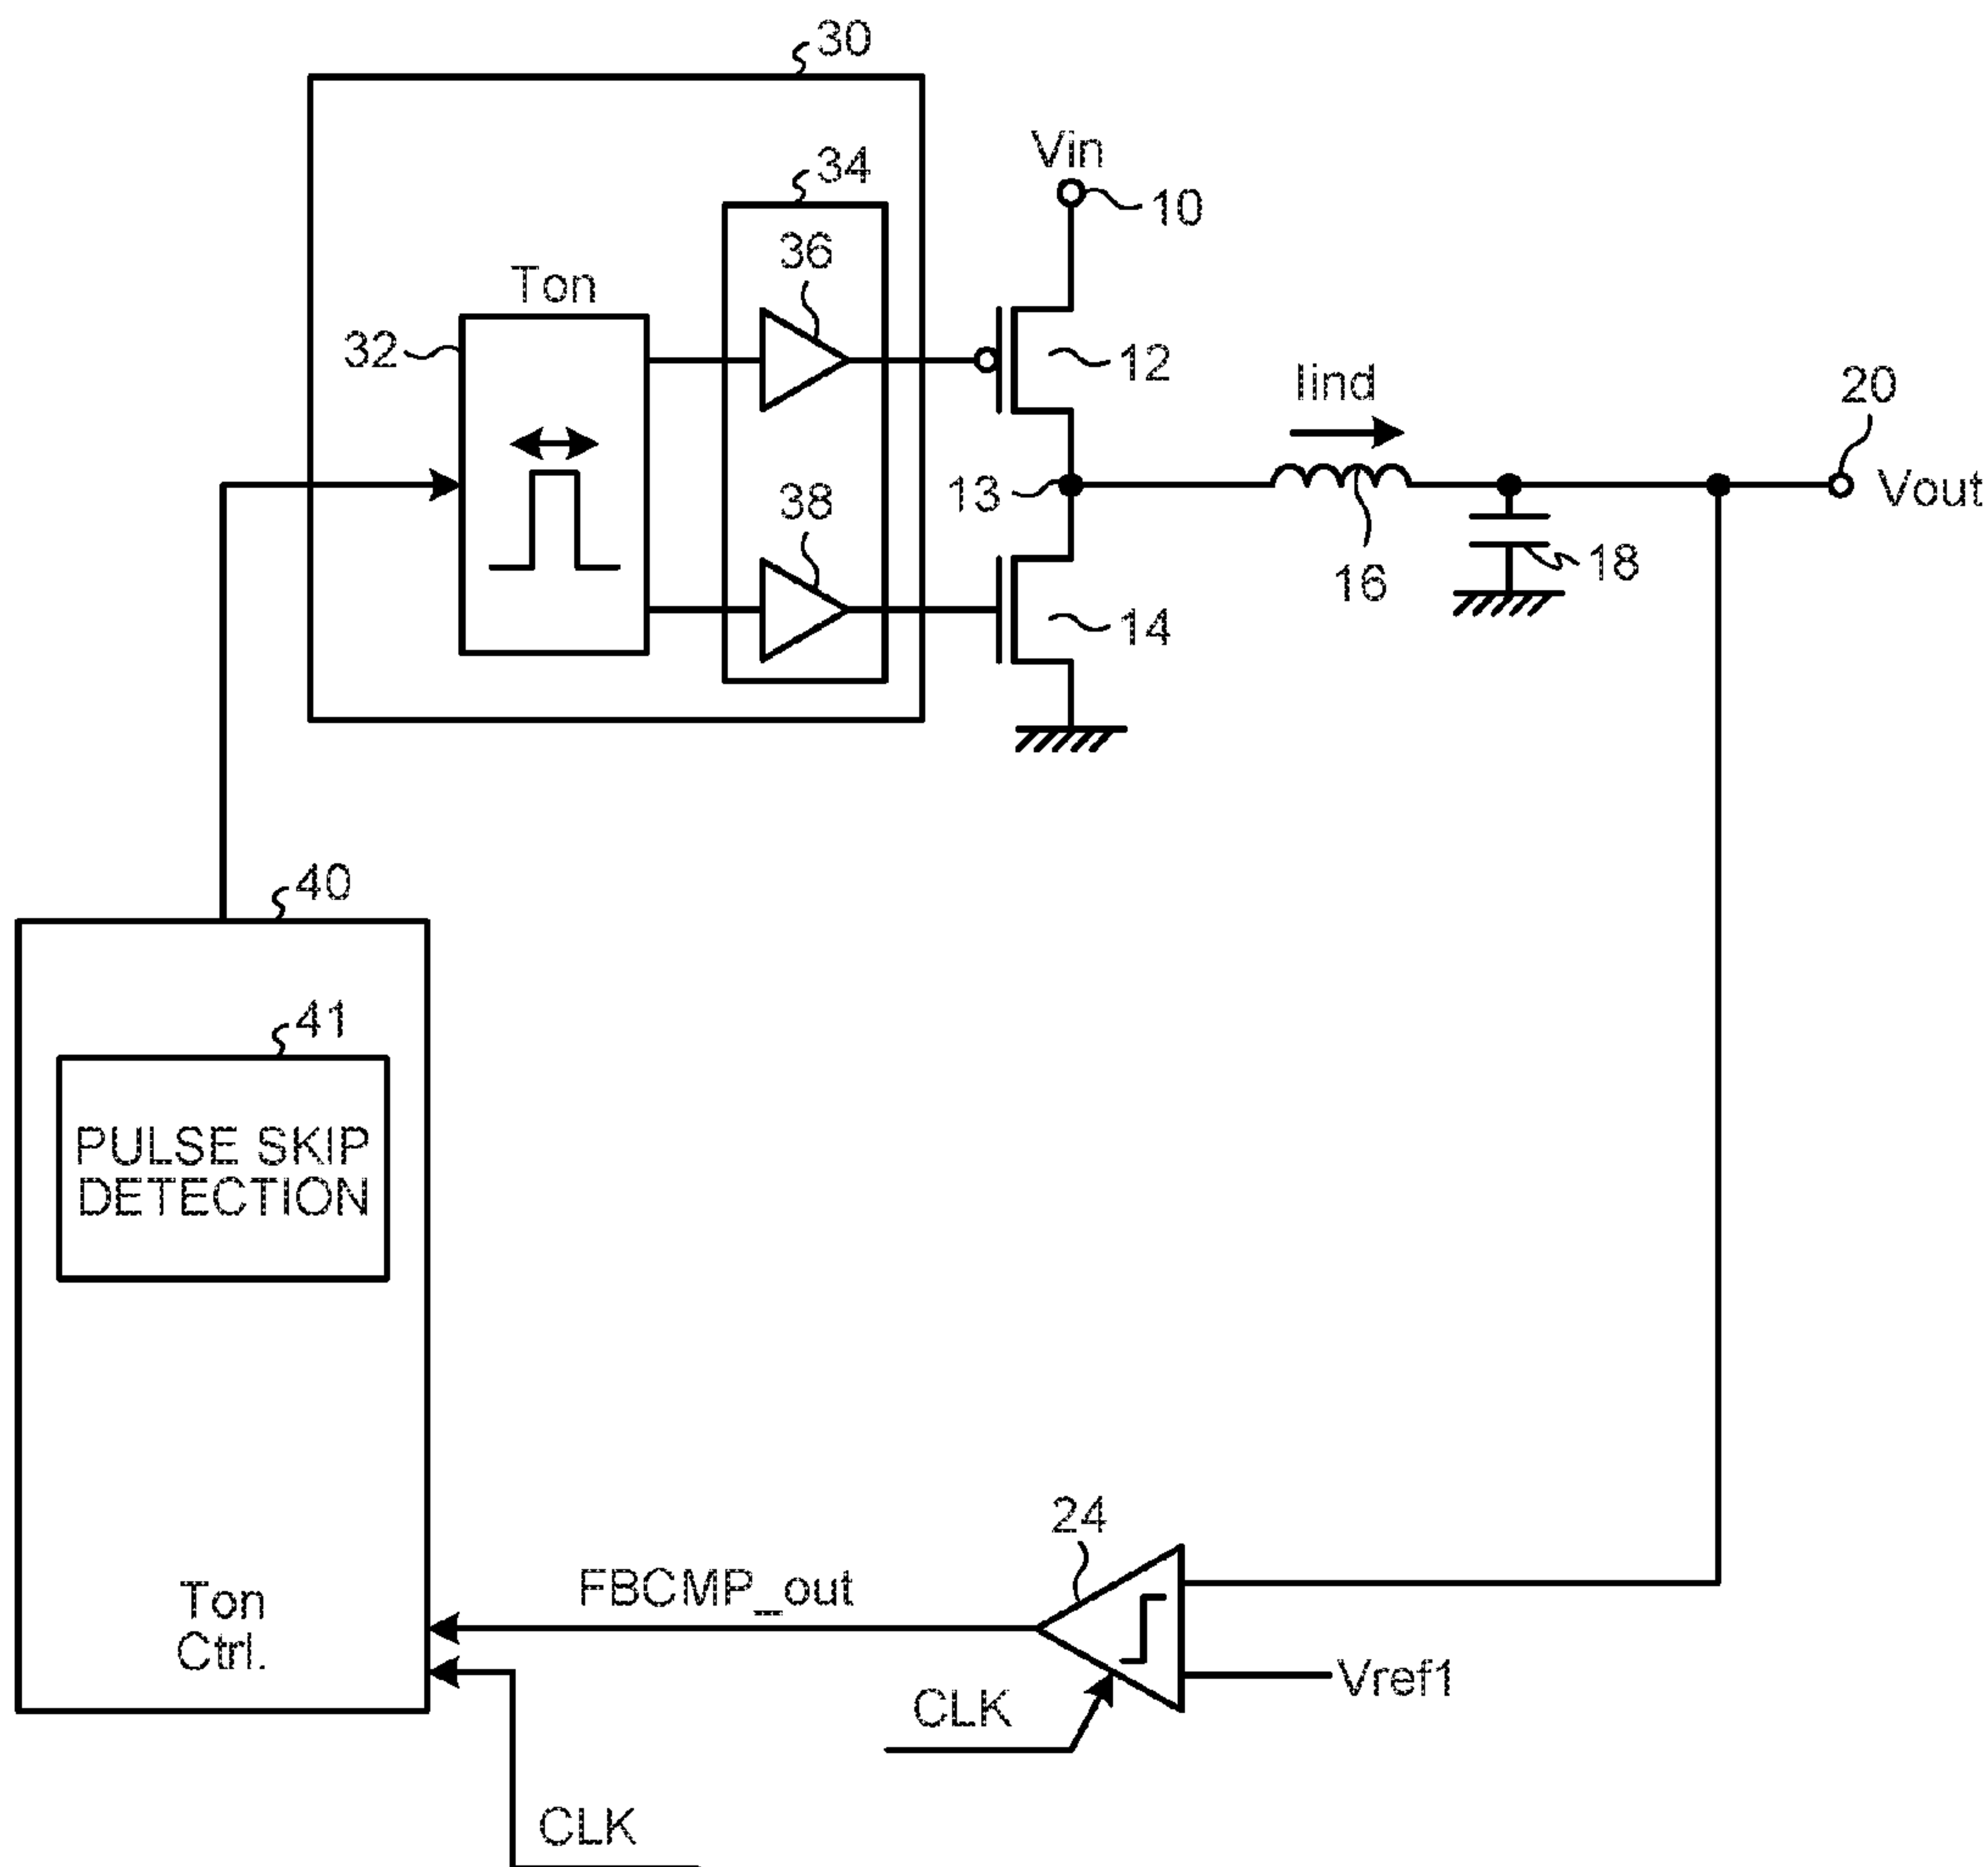 30
34
Vin
10
36
Ton
32
12
Iind
20
13
Vout
38
16
18
14
40
41
PULSE SKIP
DETECTION
24
FBCMP_out
Ton
Ctrl.
Vref1
CLK
CLK